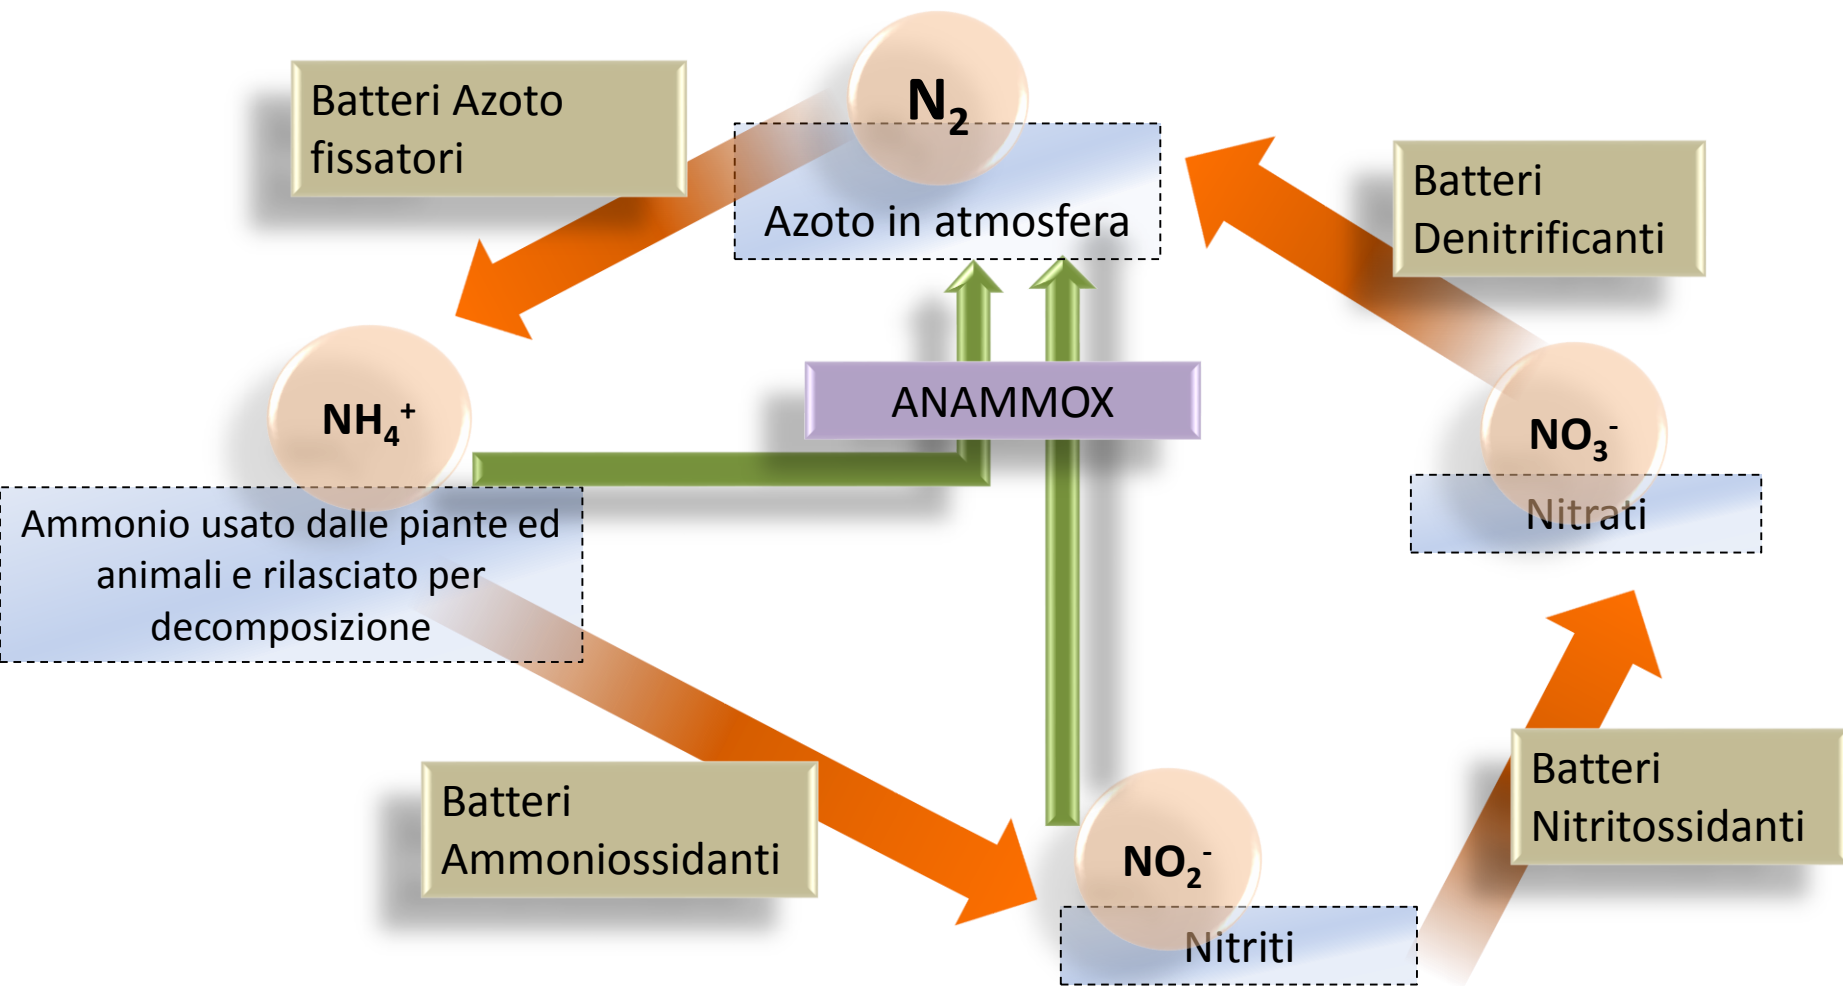 N₂
Azoto in atmosfera
Batteri Azoto
fissatori
Batteri
Denitrificanti
ANAMMOX
NH₄⁺
Ammonio usato dalle piante ed
animali e rilasciato per
decomposizione
NO₃⁻
Nitrati
Batteri
Ammoniossidanti
NO₂⁻
Nitriti
Batteri
Nitritossidanti